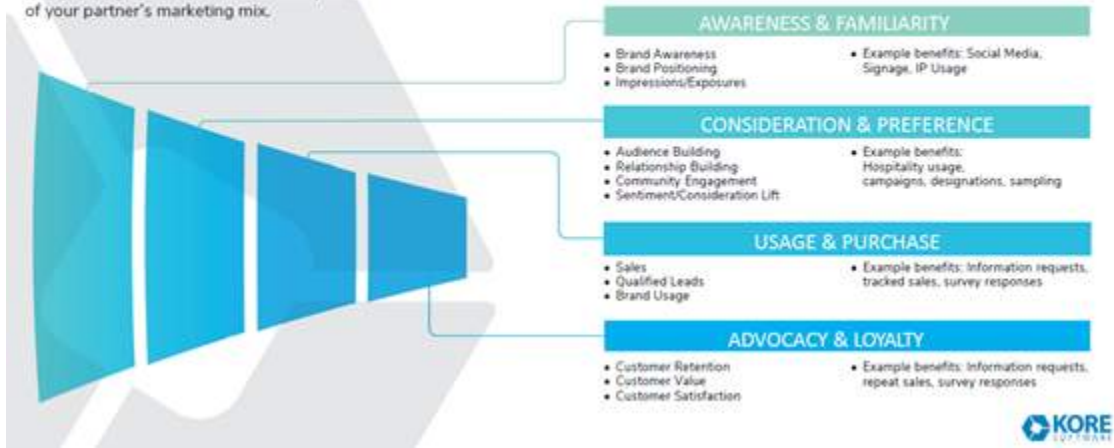 of your partner's marketing mix.
AWARENESS & FAMILIARITY
• Brand Awareness
• Brand Positioning
• Impressions/Exposures
• Example benefits: Social Media,
Signage, IP Usage
CONSIDERATION & PREFERENCE
• Audience Building
• Relationship Building
• Community Engagement
• Sentiment/Consideration Lift
• Example benefits:
Hospitality usage,
campaigns, designations, sampling
USAGE & PURCHASE
• Sales
• Qualified Leads
• Brand Usage
• Example benefits: Information requests,
tracked sales, survey responses
ADVOCACY & LOYALTY
• Customer Retention
• Customer Value
• Customer Satisfaction
• Example benefits: Information requests,
repeat sales, survey responses
KORE
SOFTWARE